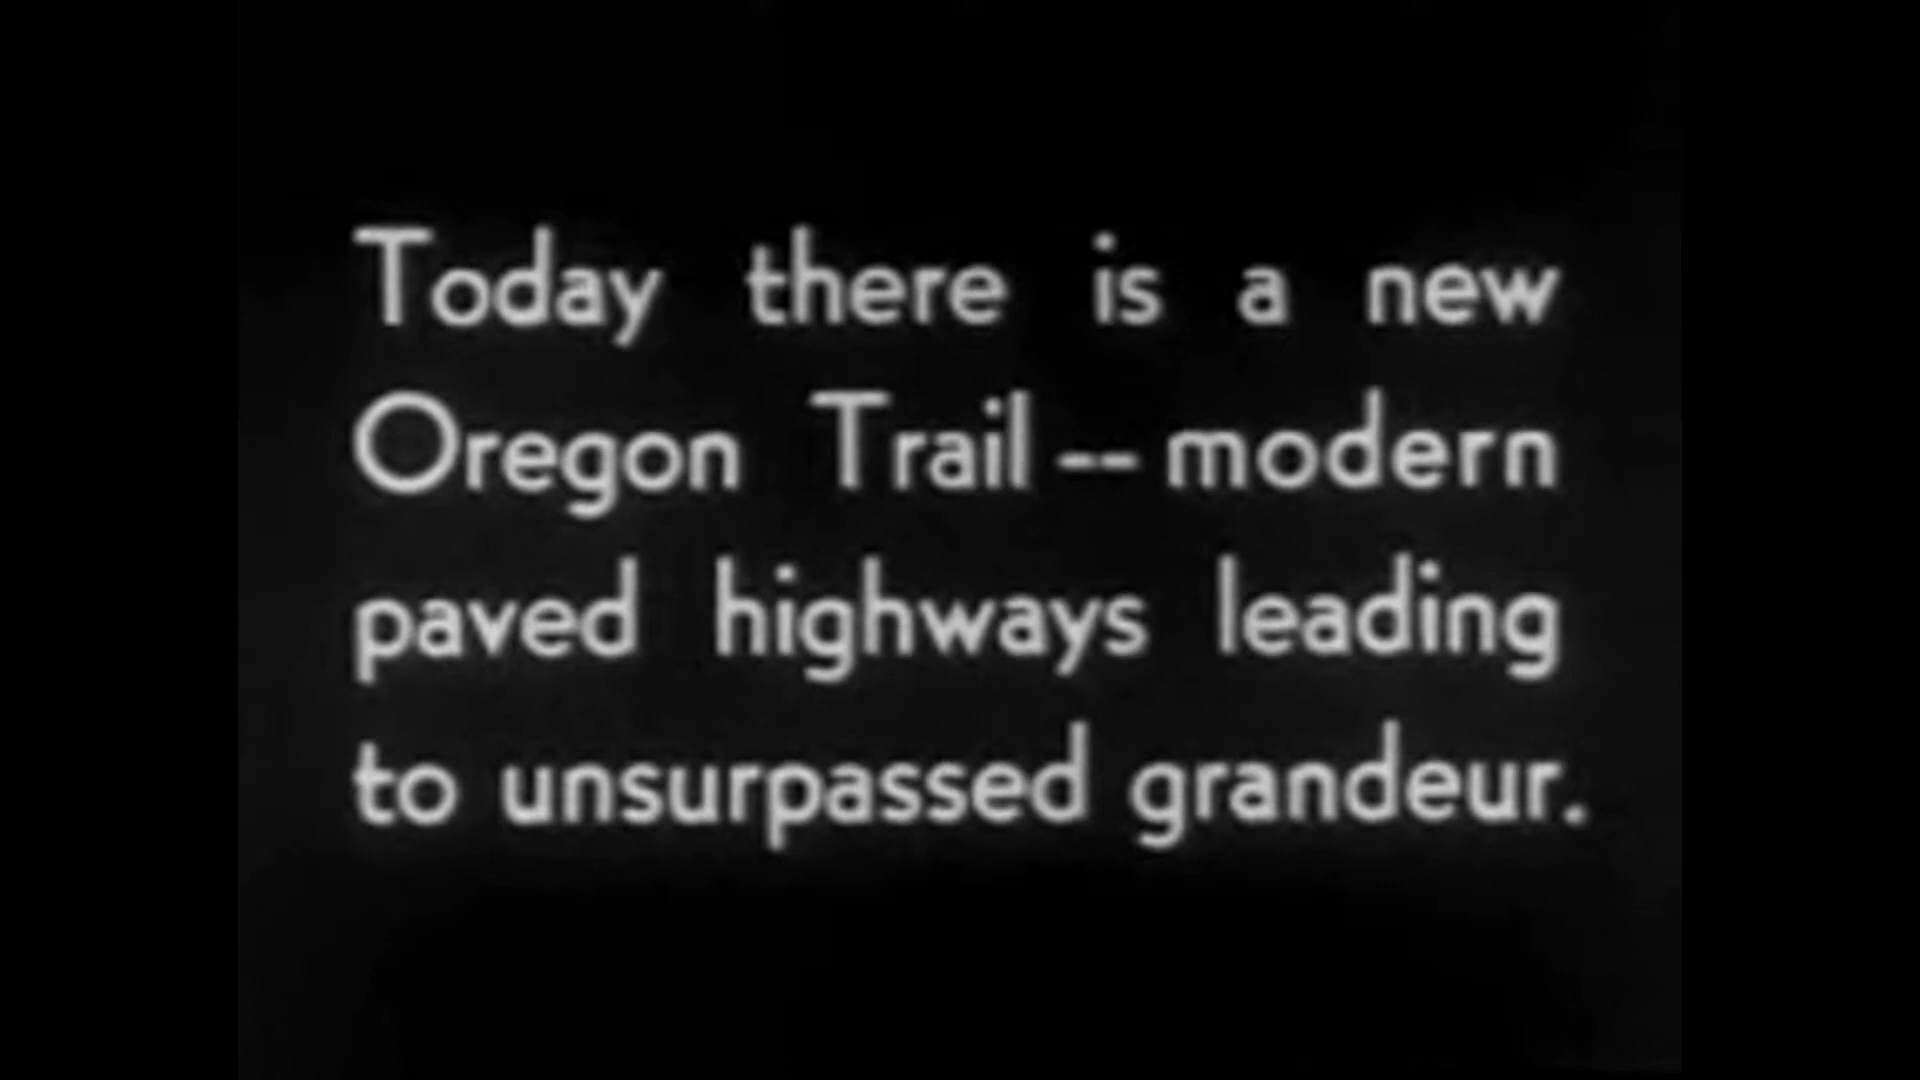 Today there is a new
Oregon Trail -- modern
paved highways leading
to unsurpassed grandeur.